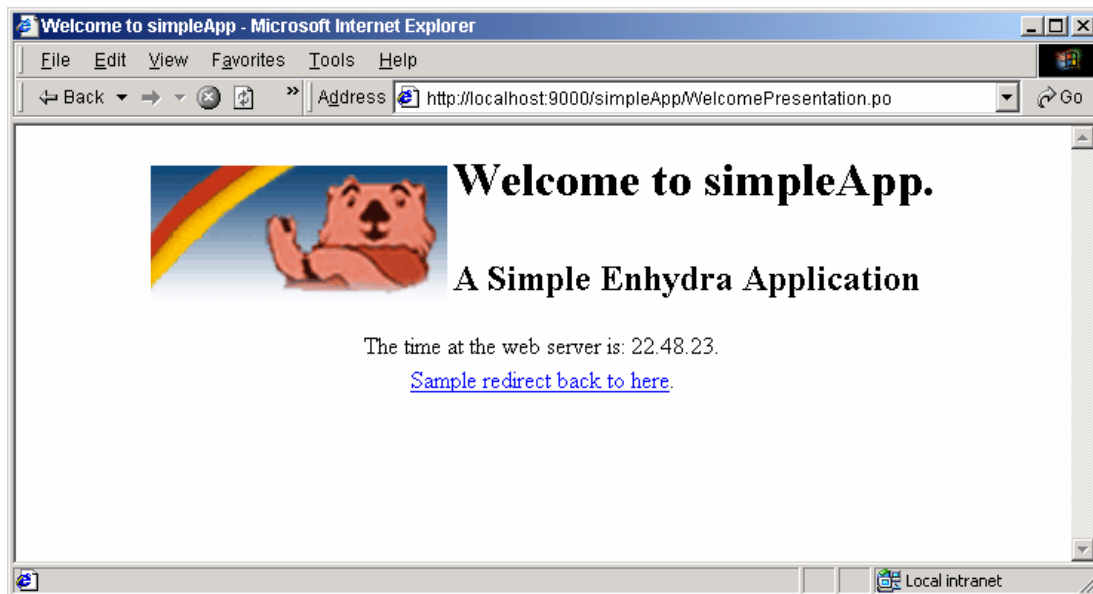 Welcome to simpleApp - Microsoft Internet Explorer
File Edit View Favorites Tools Help
Back » Address http://localhost:9000/simpleApp/WelcomePresentation.po Go
Welcome to simpleApp.
A Simple Enhydra Application
The time at the web server is: 22.48.23.
Sample redirect back to here.
Local intranet